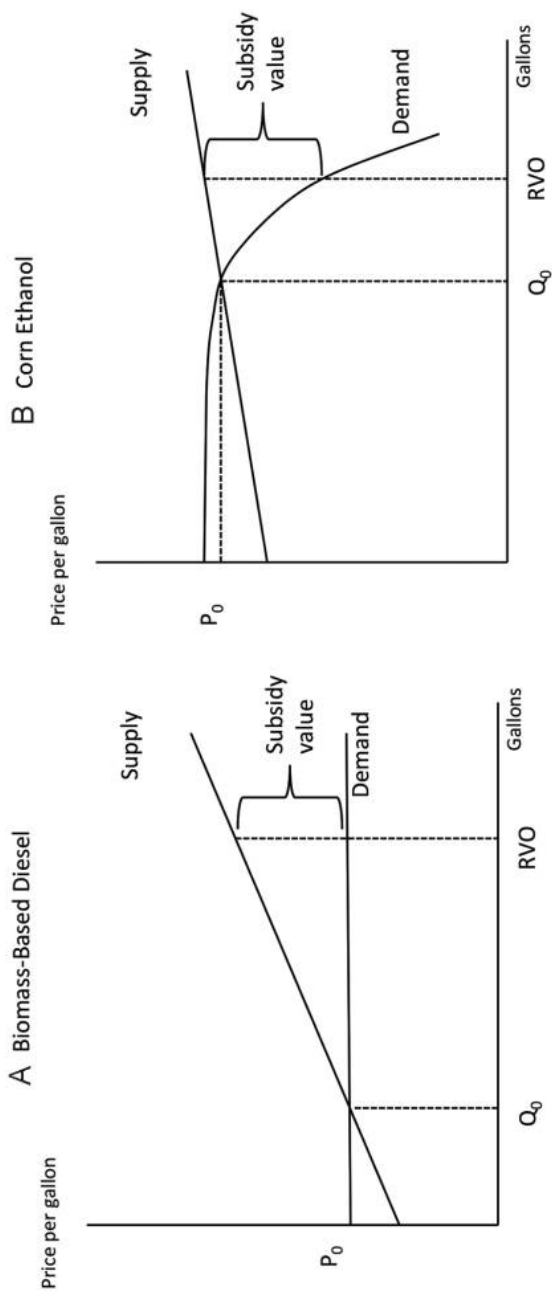 A Biomass-Based Diesel
Price per gallon
Supply
Subsidy
value
Demand
P₀
Q₀
RVO
Gallons
B Corn Ethanol
Price per gallon
Supply
Subsidy
value
Demand
P₀
Q₀
RVO
Gallons